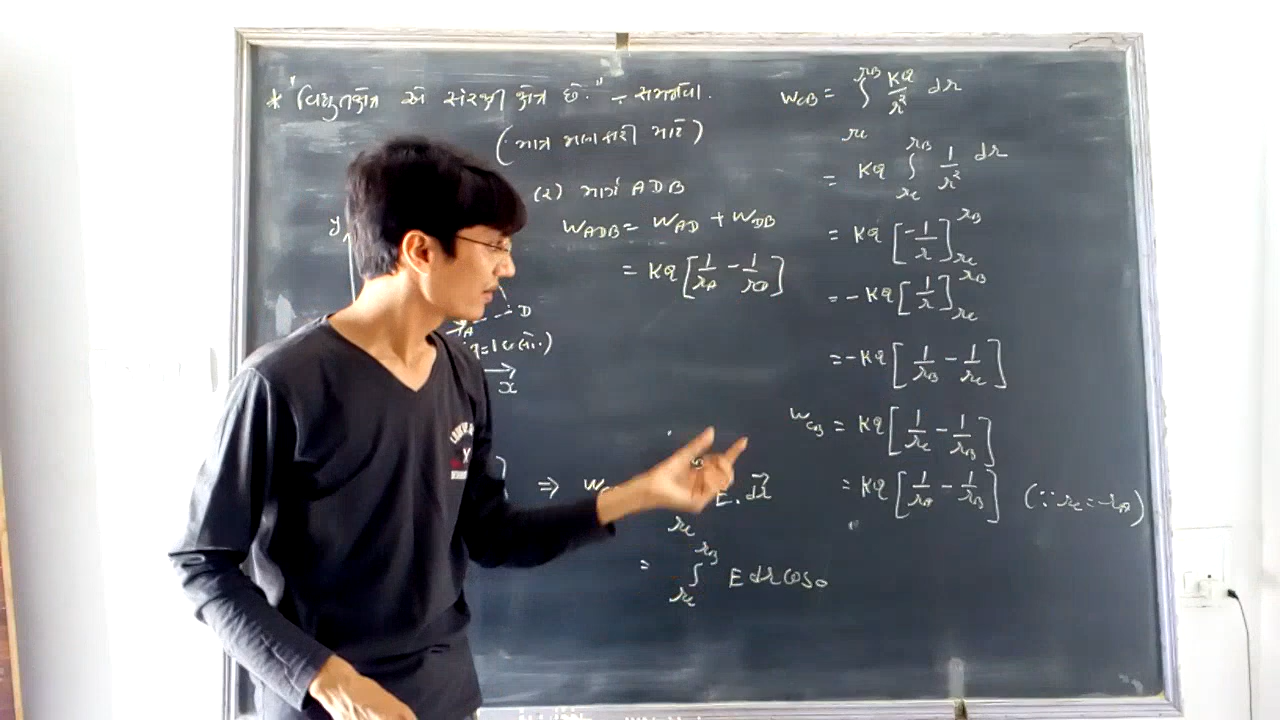 * "વિદ્યુતક્ષેત્ર એ સંરક્ષી ક્ષેત્ર છે." – સમજાવો.
(માત્ર જાણકારી માટે)
(૨) માર્ગ ADB
W_ADB = W_AD + W_DB
= Kq [1/r_A − 1/r_D]
y
D
A
x
⇒
E⃗ . dr⃗
r_C
= ∫_{r_C}^{r_B} E dr cos0
W_CB = ∫_{r_C}^{r_B} Kq/r² dr
= Kq ∫_{r_C}^{r_B} 1/r² dr
= Kq [−1/r]_{r_C}^{r_B}
= −Kq [1/r]_{r_C}^{r_B}
= −Kq [1/r_B − 1/r_C]
W_CB = Kq [1/r_C − 1/r_B]
= Kq [1/r_A − 1/r_B] (∵ r_C = r_A)